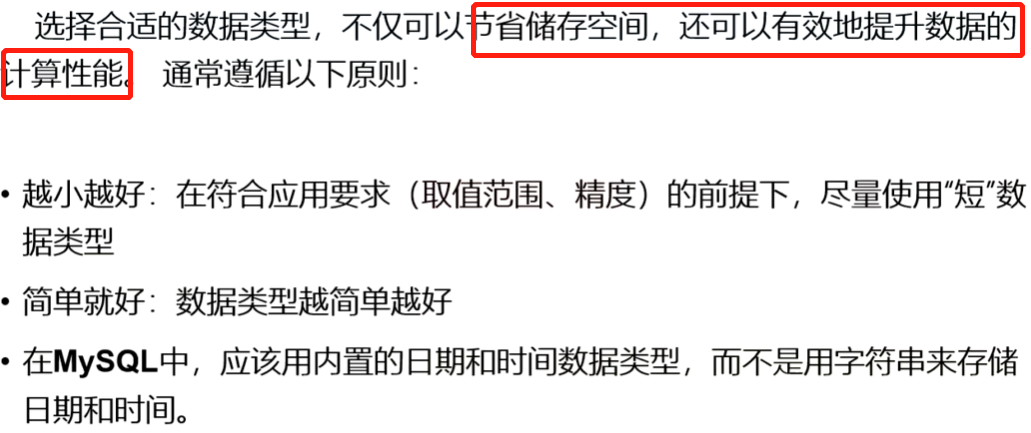 选择合适的数据类型，不仅可以节省储存空间，还可以有效地提升数据的
计算性能。 通常遵循以下原则：
• 越小越好：在符合应用要求（取值范围、精度）的前提下，尽量使用“短”数
据类型
• 简单就好：数据类型越简单越好
• 在MySQL中，应该用内置的日期和时间数据类型，而不是用字符串来存储
日期和时间。